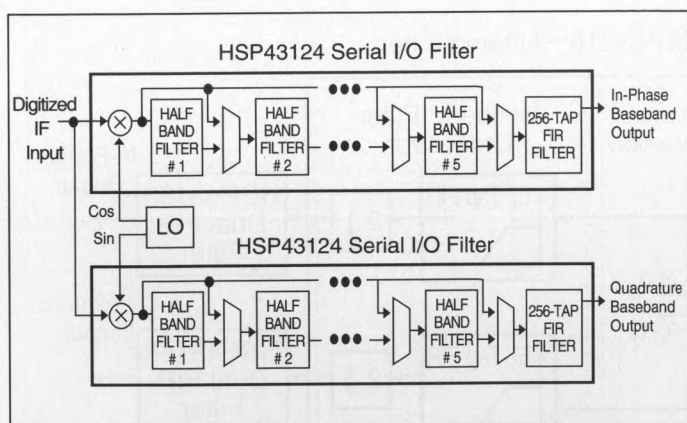 HSP43124 Serial I/O Filter
Digitized
IF
Input
HALF
BAND
FILTER
# 1
HALF
BAND
FILTER
# 2
HALF
BAND
FILTER
# 5
256-TAP
FIR
FILTER
In-Phase
Baseband
Output
Cos
Sin
LO
HSP43124 Serial I/O Filter
HALF
BAND
FILTER
# 1
HALF
BAND
FILTER
# 2
HALF
BAND
FILTER
# 5
256-TAP
FIR
FILTER
Quadrature
Baseband
Output